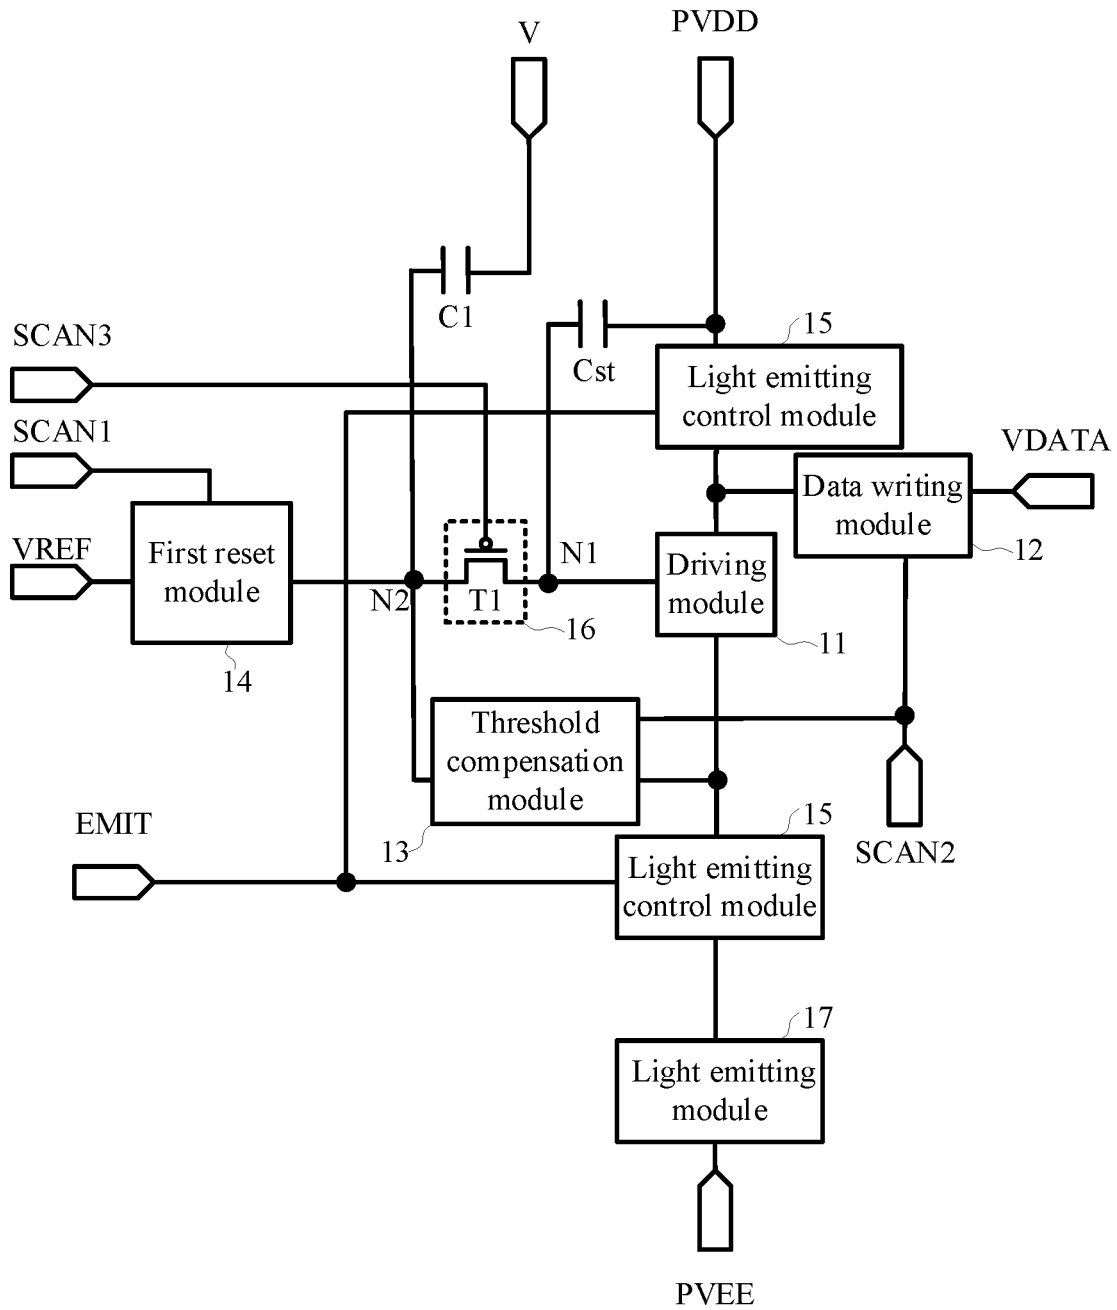 V
PVDD
C1
SCAN3
Cst
15
Light emitting
control module
SCAN1
VDATA
Data writing
module
12
VREF
First reset
module
14
N2
T1
16
N1
Driving
module
11
Threshold
compensation
module
13
SCAN2
EMIT
15
Light emitting
control module
17
Light emitting
module
PVEE